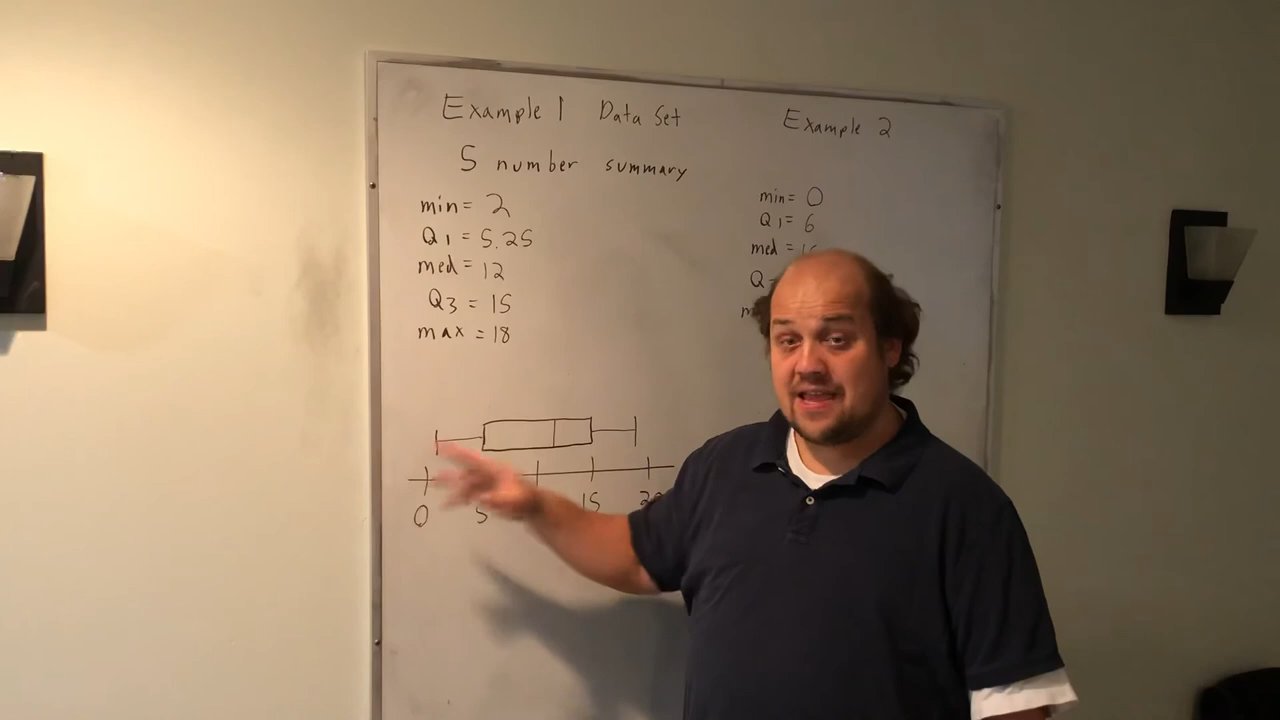 Example 1 Data Set
5 number summary
min = 2
Q1 = 5.25
med = 12
Q3 = 15
max = 18
0 5 15
Example 2
min = 0
Q1 = 6
med =